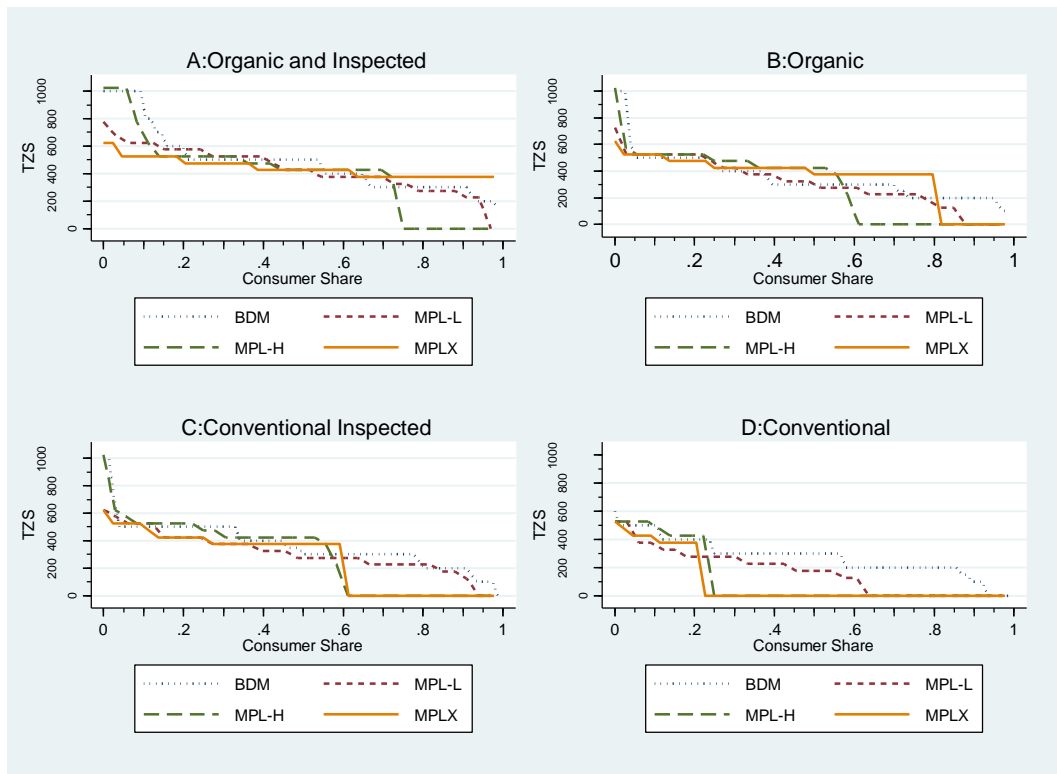 A:Organic and Inspected
TZS
1000
800
600
400
200
0
0 .2 .4 .6 .8 1
Consumer Share
BDM MPL-L
MPL-H MPLX
B:Organic
TZS
1000
800
600
400
200
0
0 .2 .4 .6 .8 1
Consumer Share
BDM MPL-L
MPL-H MPLX
C:Conventional Inspected
TZS
1000
800
600
400
200
0
0 .2 .4 .6 .8 1
Consumer Share
BDM MPL-L
MPL-H MPLX
D:Conventional
TZS
1000
800
600
400
200
0
0 .2 .4 .6 .8 1
Consumer Share
BDM MPL-L
MPL-H MPLX